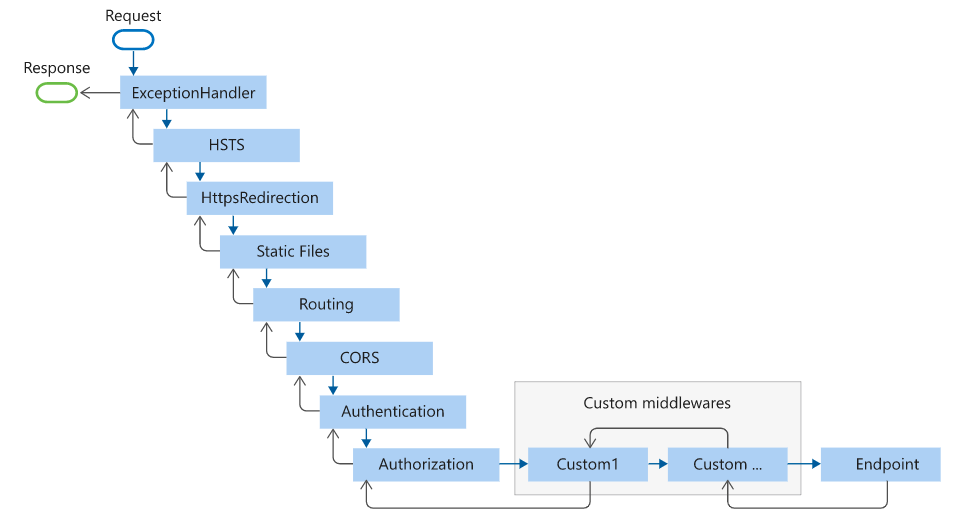 Request
Response
ExceptionHandler
HSTS
HttpsRedirection
Static Files
Routing
CORS
Authentication
Custom middlewares
Authorization
Custom1
Custom ...
Endpoint